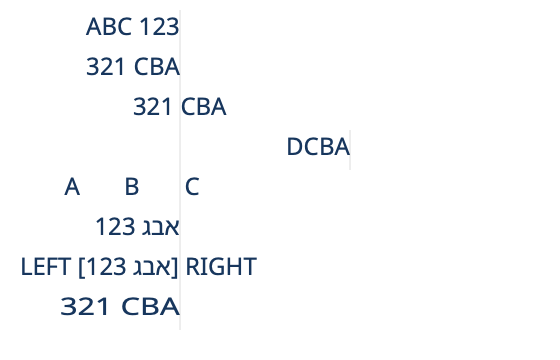 ABC 123
321 CBA
321 CBA
DCBA
A B C
אבג 123
LEFT [אבג 123] RIGHT
321 CBA